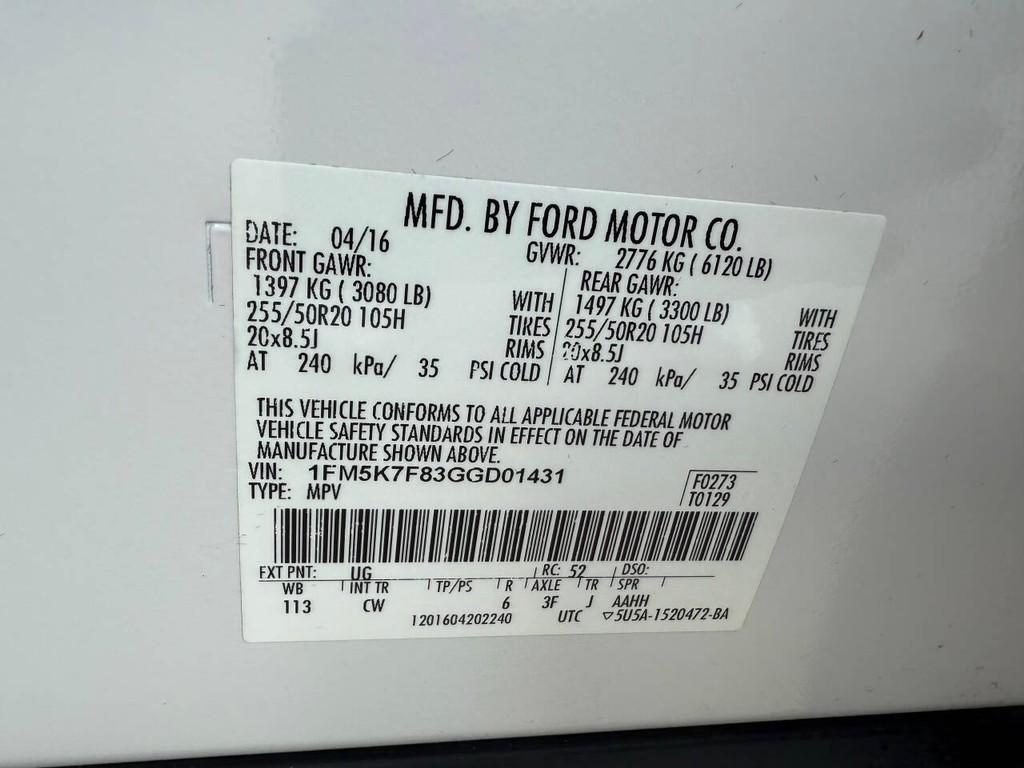 MFD. BY FORD MOTOR CO.
DATE: 04/16 GVWR: 2776 KG ( 6120 LB)
FRONT GAWR: REAR GAWR:
1397 KG ( 3080 LB) WITH 1497 KG ( 3300 LB) WITH
255/50R20 105H TIRES 255/50R20 105H TIRES
20x8.5J RIMS 20x8.5J RIMS
AT 240 kPa/ 35 PSI COLD AT 240 kPa/ 35 PSI COLD
THIS VEHICLE CONFORMS TO ALL APPLICABLE FEDERAL MOTOR
VEHICLE SAFETY STANDARDS IN EFFECT ON THE DATE OF
MANUFACTURE SHOWN ABOVE.
VIN: 1FM5K7F83GGD01431 F0273
TYPE: MPV T0129
EXT PNT: UG RC: 52 DSO:
WB INT TR TP/PS R AXLE TR SPR
113 CW 6 3F J AAHH
1201604202240 UTC ▽5U5A-1520472-BA